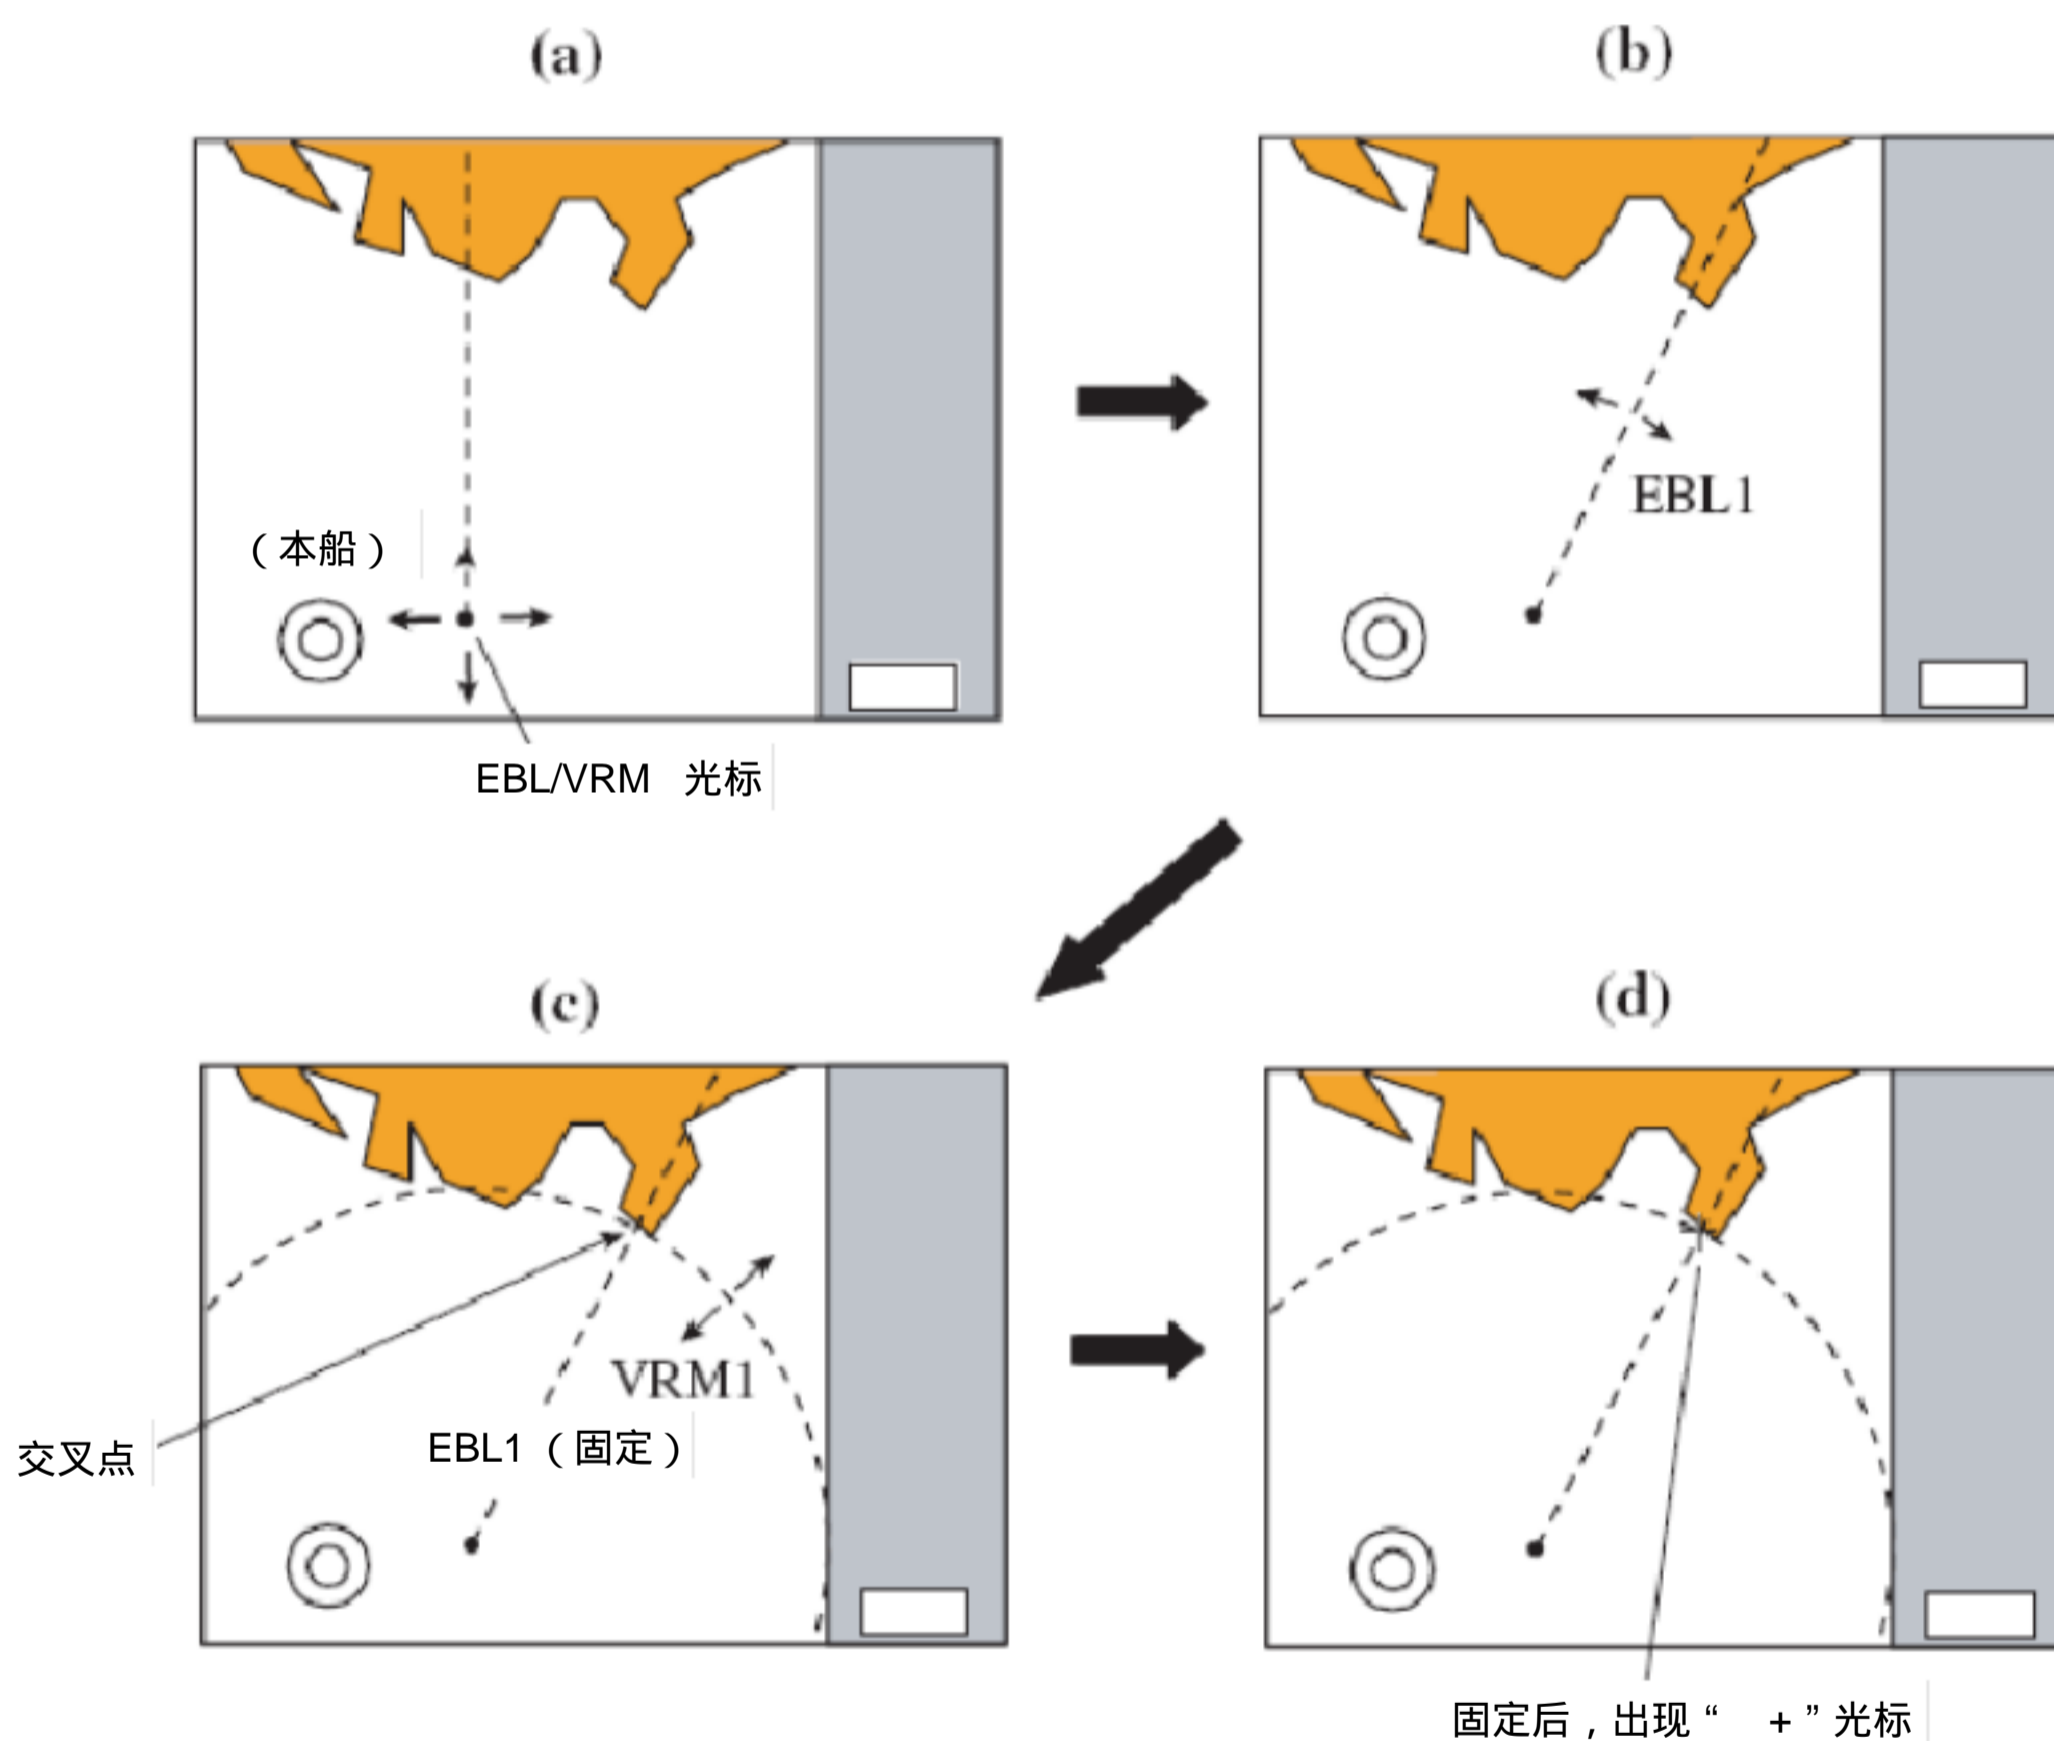 (a)
(b)
(本船)
EBL1
EBL/VRM 光标
(c)
(d)
VRM1
EBL1(固定)
交叉点
固定后,出现“ +”光标